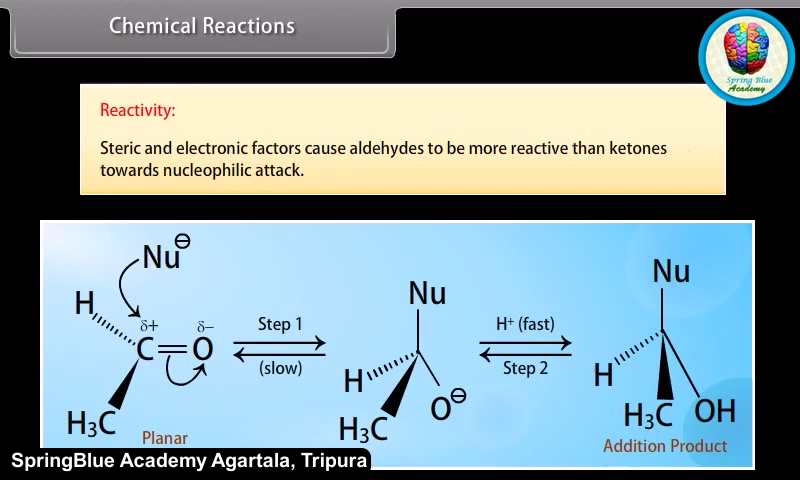 Chemical Reactions
Spring Blue
Academy
Reactivity:
Steric and electronic factors cause aldehydes to be more reactive than ketones
towards nucleophilic attack.
Nu⊖
H
δ+ δ−
C=O
H₃C
Planar
Step 1
(slow)
Nu
H
H₃C
O⊖
H⁺ (fast)
Step 2
Nu
H
H₃C OH
Addition Product
SpringBlue Academy Agartala, Tripura